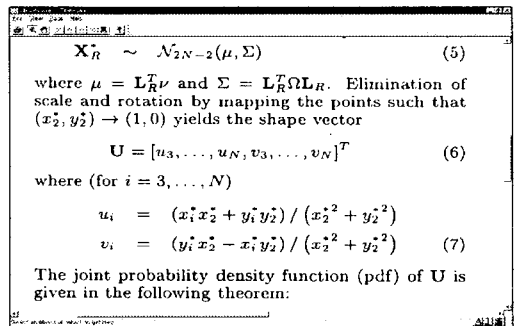 X*_R ∼ N_{2N−2}(μ, Σ) (5)
where μ = L_R^T ν and Σ = L_R^T Ω L_R. Elimination of
scale and rotation by mapping the points such that
(x*_2, y*_2) → (1, 0) yields the shape vector
U = [u_3, . . . , u_N, v_3, . . . , v_N]^T (6)
where (for i = 3, . . . , N)
u_i = (x*_i x*_2 + y*_i y*_2) / (x*_2^2 + y*_2^2)
v_i = (y*_i x*_2 − x*_i y*_2) / (x*_2^2 + y*_2^2) (7)
The joint probability density function (pdf) of U is
given in the following theorem: